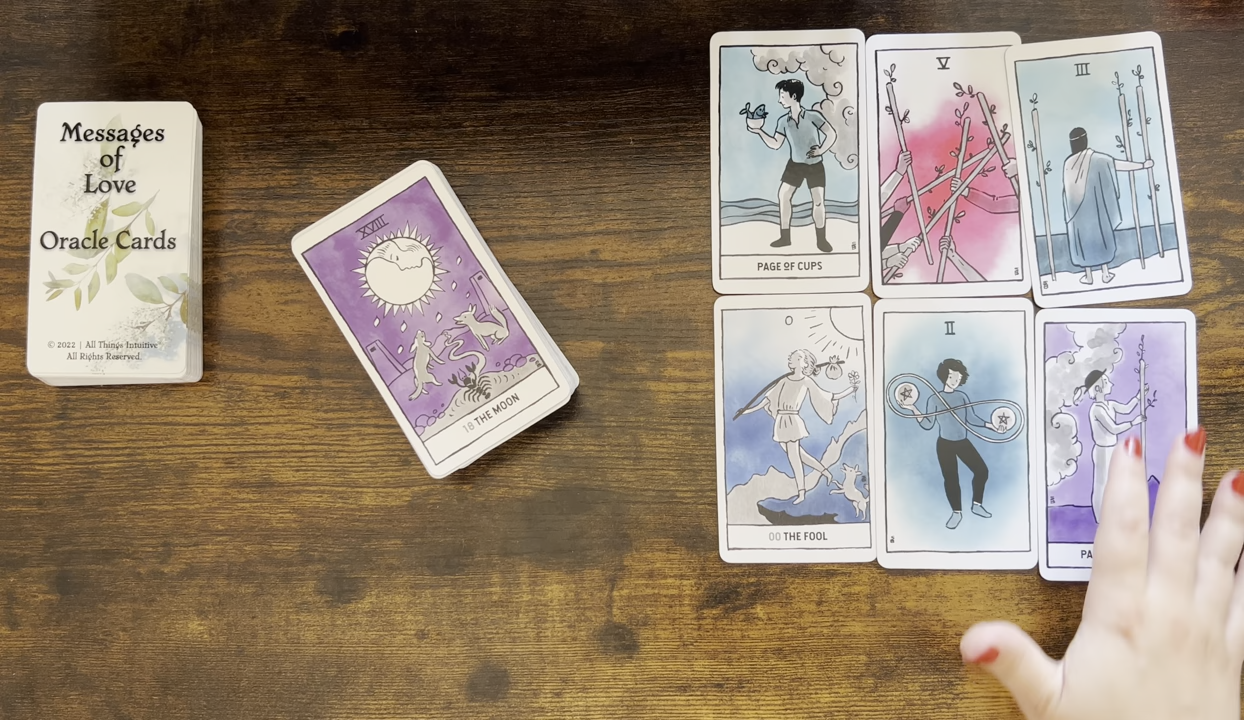 Messages
of
Love
Oracle Cards
© 2022 | All Things Intuitive
All Rights Reserved.
XVIII
18 THE MOON
PAGE OF CUPS
V
III
0
00 THE FOOL
II
PA